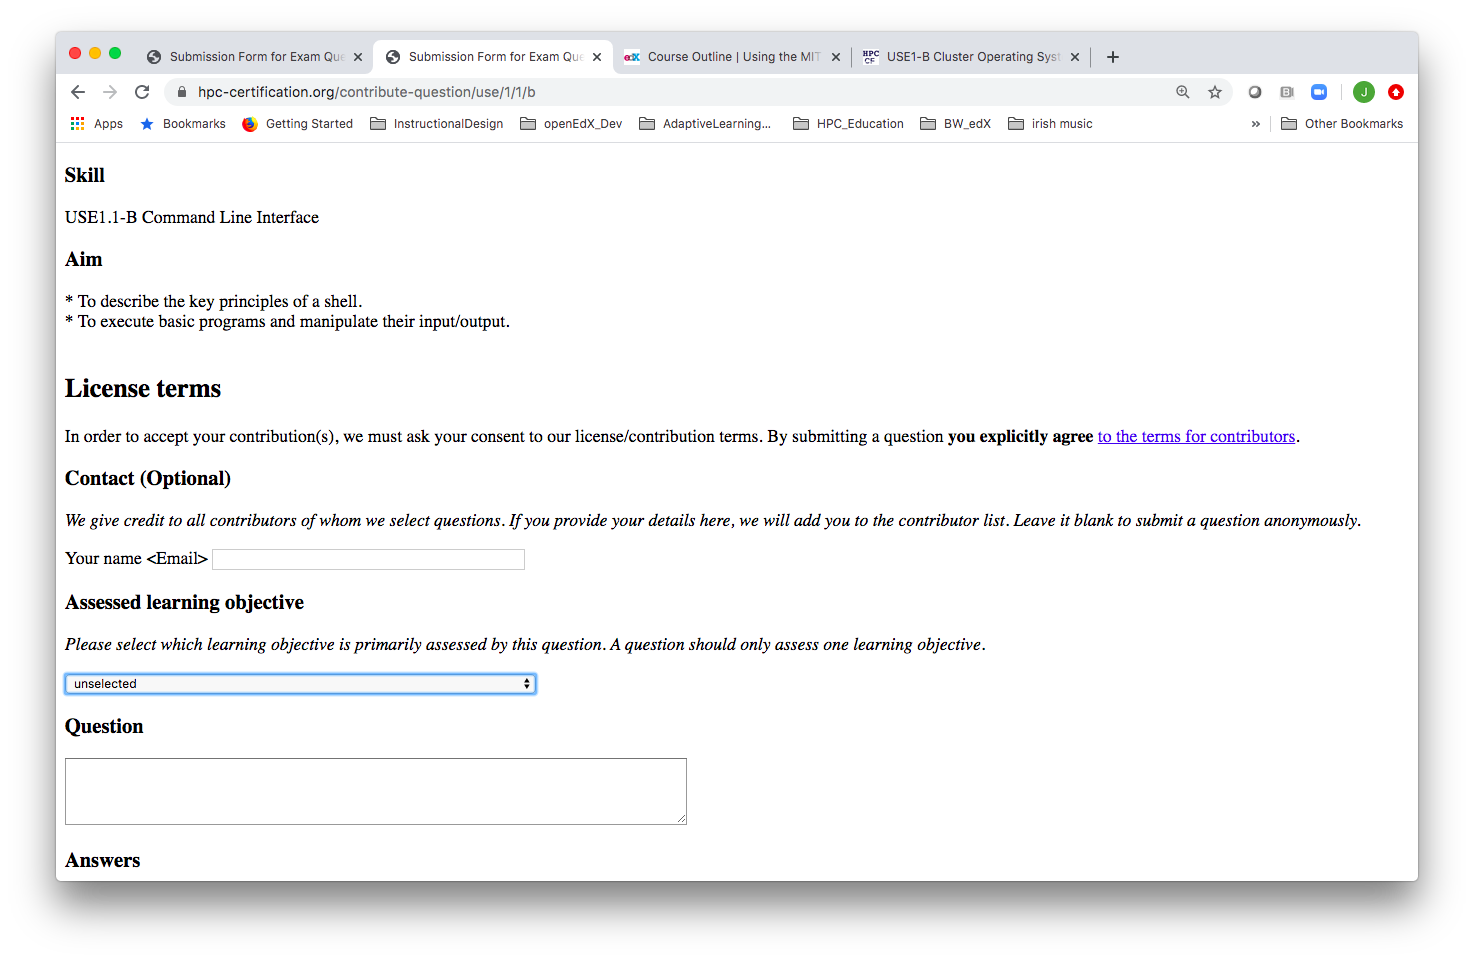 Submission Form for Exam Que
Submission Form for Exam Que
edX Course Outline | Using the MIT
HPC CF USE1-B Cluster Operating Syst
hpc-certification.org/contribute-question/use/1/1/b
J
Apps
Bookmarks
Getting Started
InstructionalDesign
openEdX_Dev
AdaptiveLearning...
HPC_Education
BW_edX
irish music
»
Other Bookmarks
Skill
USE1.1-B Command Line Interface
Aim
* To describe the key principles of a shell.
* To execute basic programs and manipulate their input/output.
License terms
In order to accept your contribution(s), we must ask your consent to our license/contribution terms. By submitting a question you explicitly agree to the terms for contributors.
Contact (Optional)
We give credit to all contributors of whom we select questions. If you provide your details here, we will add you to the contributor list. Leave it blank to submit a question anonymously.
Your name <Email>
Assessed learning objective
Please select which learning objective is primarily assessed by this question. A question should only assess one learning objective.
unselected
Question
Answers